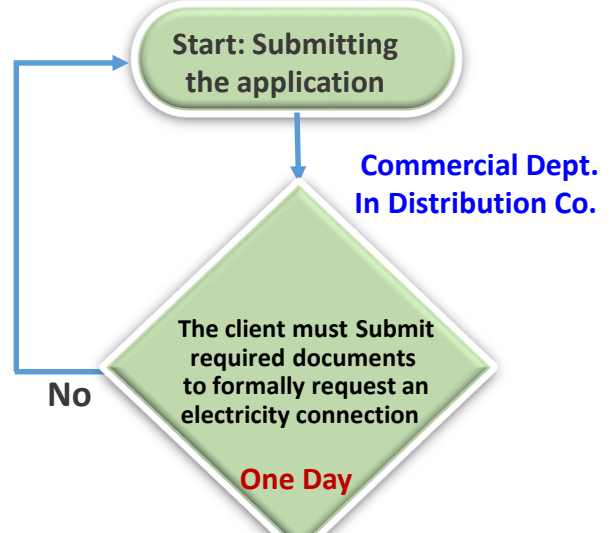 Start: Submitting
the application
Commercial Dept.
In Distribution Co.
The client must Submit
required documents
to formally request an
electricity connection
No
One Day